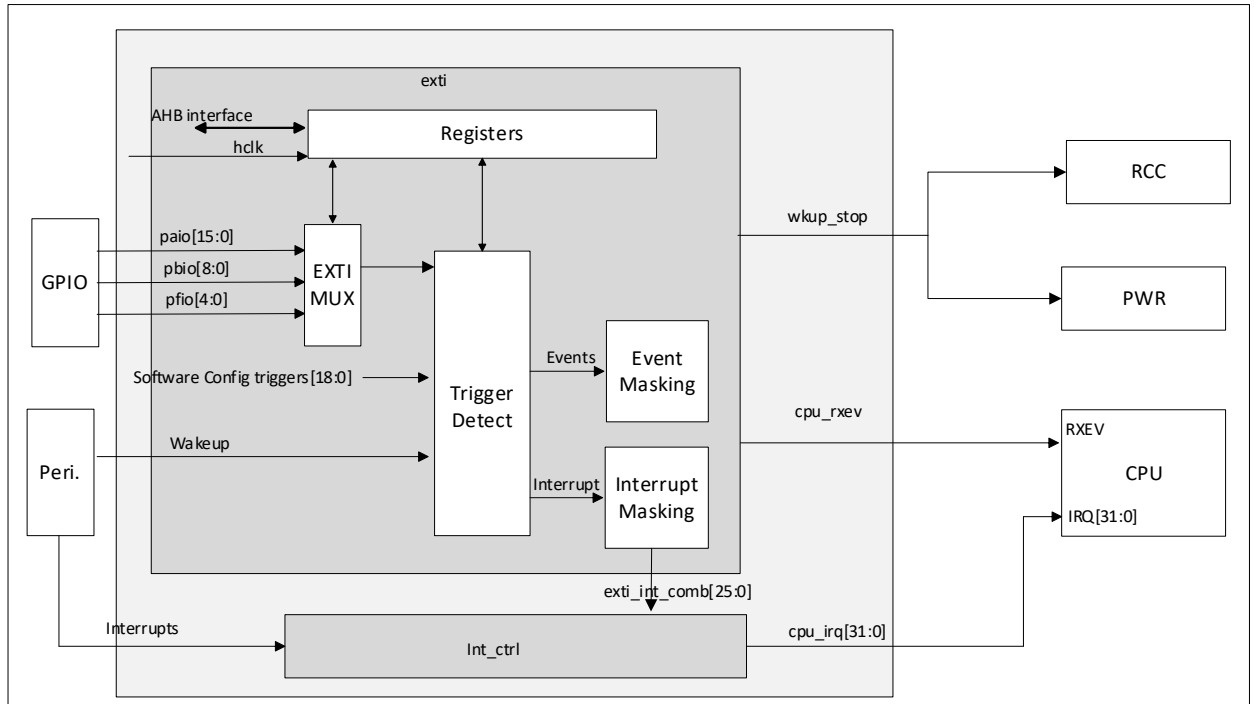 exti
AHB interface
Registers
hclk
RCC
wkup_stop
paio[15:0]
GPIO
pbio[8:0]
EXTI
MUX
pfio[4:0]
PWR
Events
Event
Masking
Software Config triggers[18:0]
Trigger
Detect
cpu_rxev
RXEV
Wakeup
Peri.
CPU
Interrupt
Interrupt
Masking
IRQ[31:0]
exti_int_comb[25:0]
Interrupts
cpu_irq[31:0]
Int_ctrl